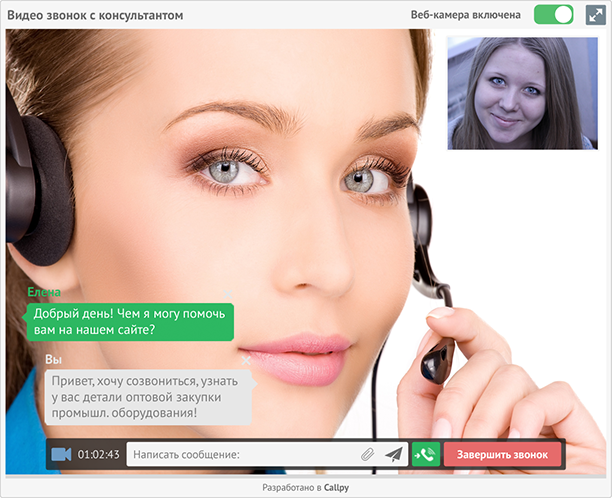 Видео звонок с консультантом
Веб-камера включена
Елена
Добрый день! Чем я могу помочь
вам на нашем сайте?
Вы
Привет, хочу созвониться, узнать
у вас детали оптовой закупки
промышл. оборудования!
01:02:43
Написать сообщение:
Завершить звонок
Разработано в Callpy